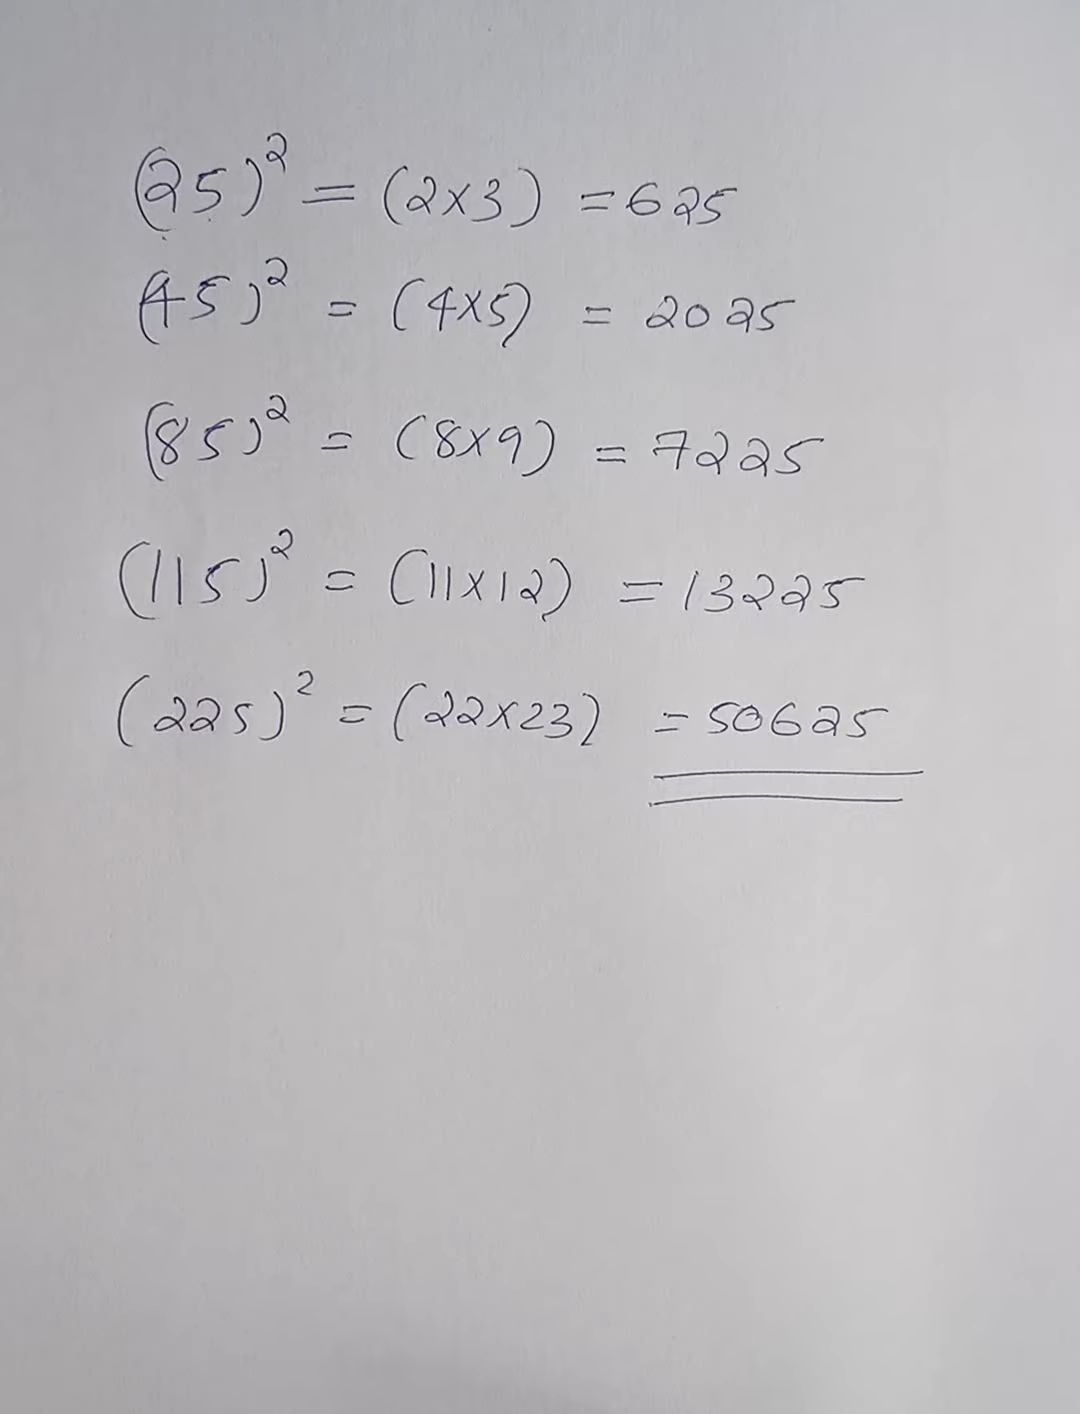 (25)² = (2×3) = 625
(45)² = (4×5) = 2025
(85)² = (8×9) = 7225
(115)² = (11×12) = 13225
(225)² = (22×23) = 50625